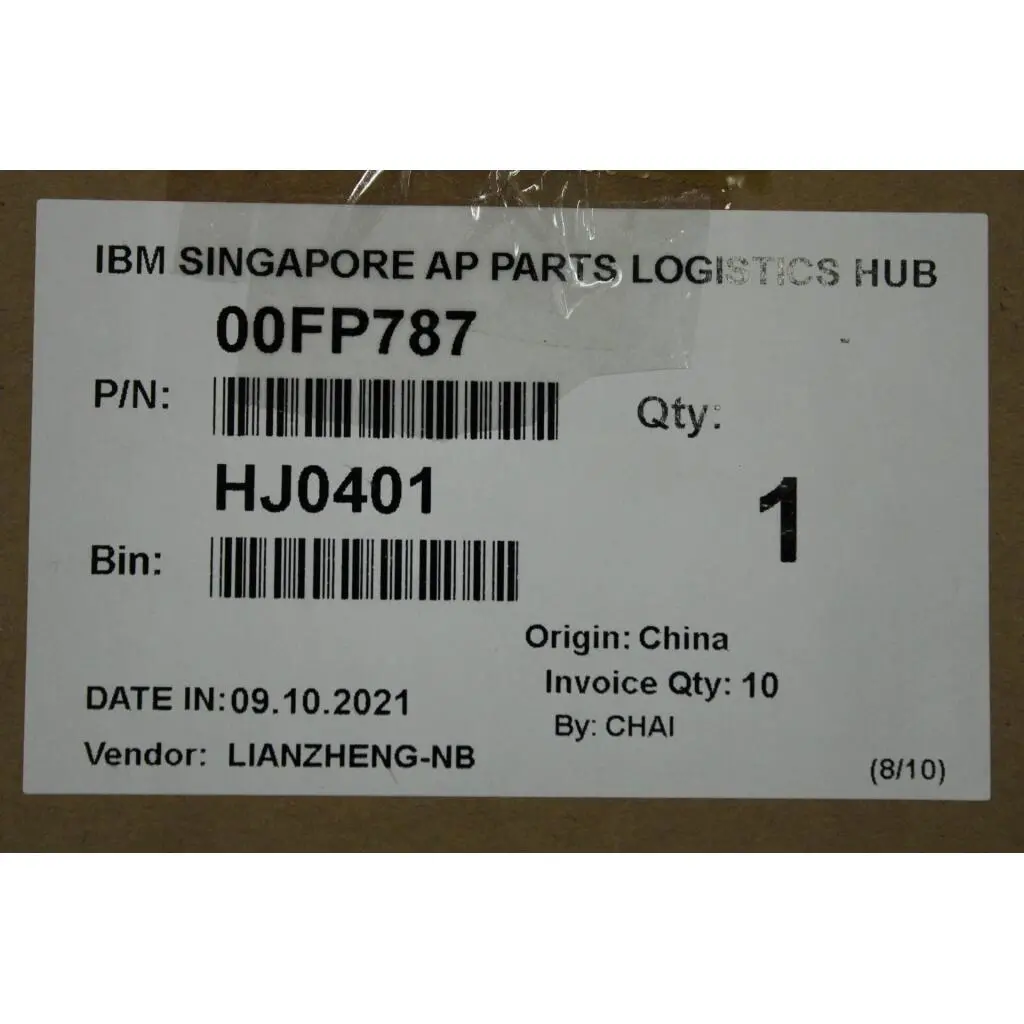 IBM SINGAPORE AP PARTS LOGISTICS HUB
00FP787
P/N:
Qty:
HJ0401
1
Bin:
Origin: China
Invoice Qty: 10
DATE IN: 09.10.2021
By: CHAI
Vendor: LIANZHENG-NB
(8/10)